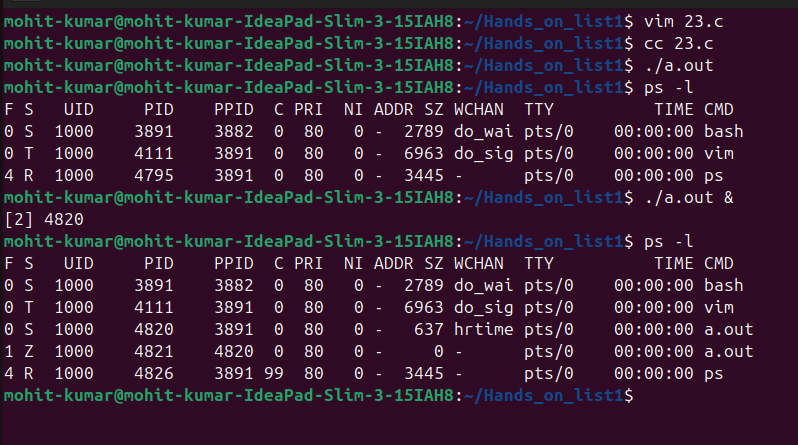 mohit-kumar@mohit-kumar-IdeaPad-Slim-3-15IAH8:~/Hands_on_list1$ vim 23.c
mohit-kumar@mohit-kumar-IdeaPad-Slim-3-15IAH8:~/Hands_on_list1$ cc 23.c
mohit-kumar@mohit-kumar-IdeaPad-Slim-3-15IAH8:~/Hands_on_list1$ ./a.out
mohit-kumar@mohit-kumar-IdeaPad-Slim-3-15IAH8:~/Hands_on_list1$ ps -l
F S   UID     PID    PPID  C PRI  NI ADDR SZ WCHAN  TTY          TIME CMD
0 S  1000    3891    3882  0  80   0 -  2789 do_wai pts/0    00:00:00 bash
0 T  1000    4111    3891  0  80   0 -  6963 do_sig pts/0    00:00:00 vim
4 R  1000    4795    3891  0  80   0 -  3445 -      pts/0    00:00:00 ps
mohit-kumar@mohit-kumar-IdeaPad-Slim-3-15IAH8:~/Hands_on_list1$ ./a.out &
[2] 4820
mohit-kumar@mohit-kumar-IdeaPad-Slim-3-15IAH8:~/Hands_on_list1$ ps -l
F S   UID     PID    PPID  C PRI  NI ADDR SZ WCHAN  TTY          TIME CMD
0 S  1000    3891    3882  0  80   0 -  2789 do_wai pts/0    00:00:00 bash
0 T  1000    4111    3891  0  80   0 -  6963 do_sig pts/0    00:00:00 vim
0 S  1000    4820    3891  0  80   0 -   637 hrtime pts/0    00:00:00 a.out
1 Z  1000    4821    4820  0  80   0 -     0 -      pts/0    00:00:00 a.out
4 R  1000    4826    3891 99  80   0 -  3445 -      pts/0    00:00:00 ps
mohit-kumar@mohit-kumar-IdeaPad-Slim-3-15IAH8:~/Hands_on_list1$